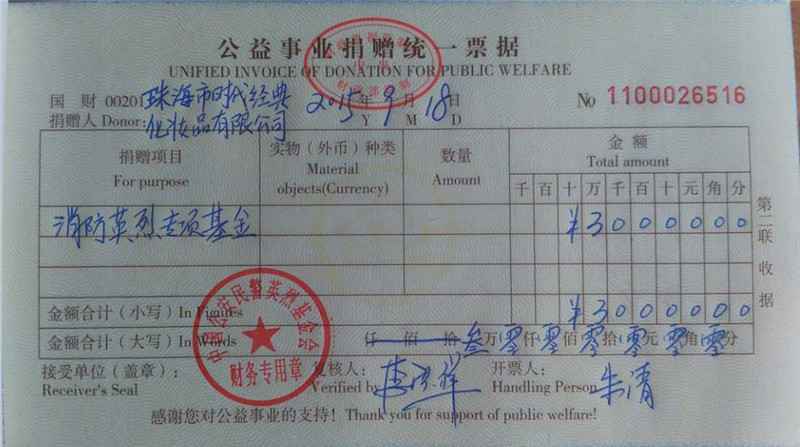 公益事业捐赠统一票据
UNIFIED INVOICE OF DONATION FOR PUBLIC WELFARE
国 财 00201 珠海市时代经典 2015年 9月 18日 No 1100026516
捐赠人 Donor: 化妆品有限公司 Y M D
捐赠项目 实物（外币）种类 数量 金 额
For purpose Material objects(Currency) Amount Total amount
千 百 十 万 千 百 十 元 角 分
消防英烈专项基金 ¥3000000
金额合计（小写）In Figures ¥3000000
金额合计（大写）In Words 仟 佰 拾 叁万零仟零佰零拾零元零角零分
接受单位（盖章）： 复核人： 开票人：
Receiver's Seal Verified by Handling Person 朱清
感谢您对公益事业的支持！Thank you for support of public welfare!
第二联 收据
中国公安民警英烈基金会
财务专用章